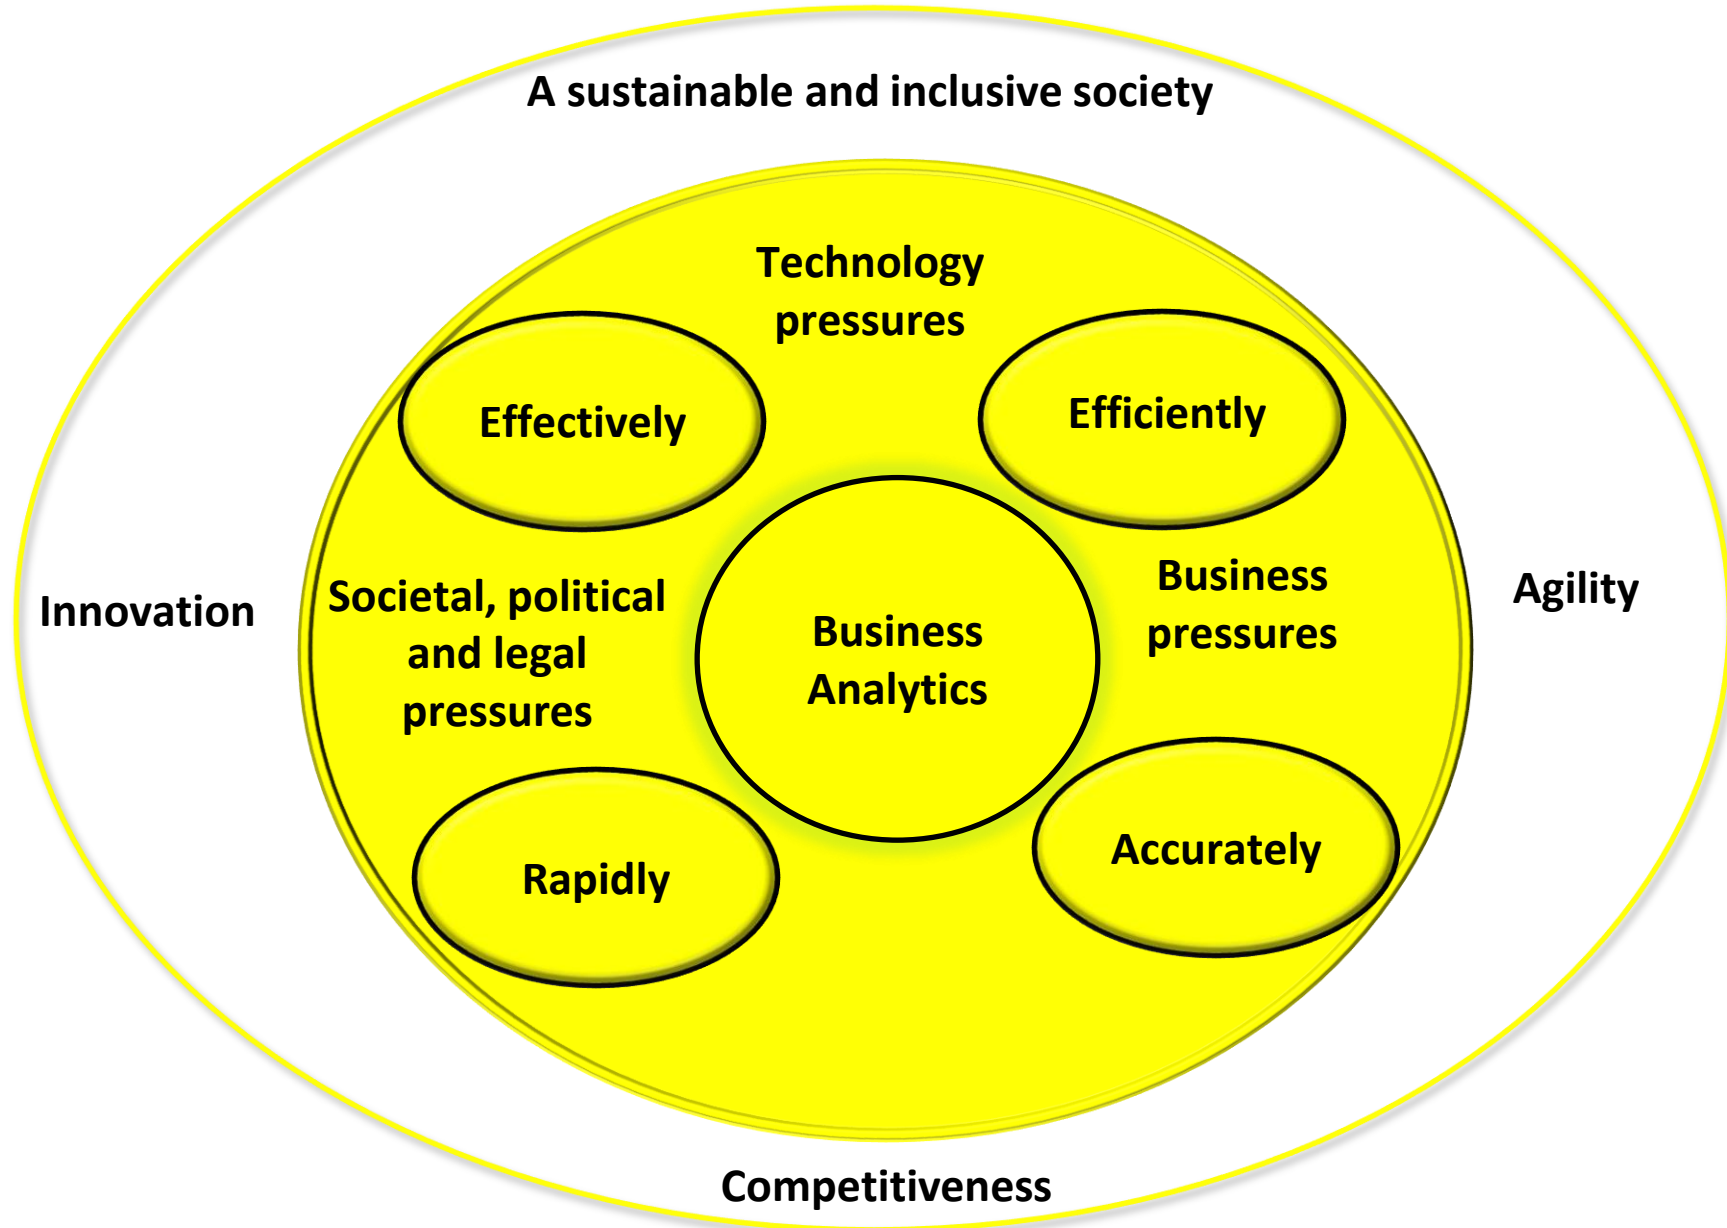 A sustainable and inclusive society
Technology
pressures
Effectively
Efficiently
Innovation
Societal, political
and legal
pressures
Business
Analytics
Business
pressures
Agility
Rapidly
Accurately
Competitiveness